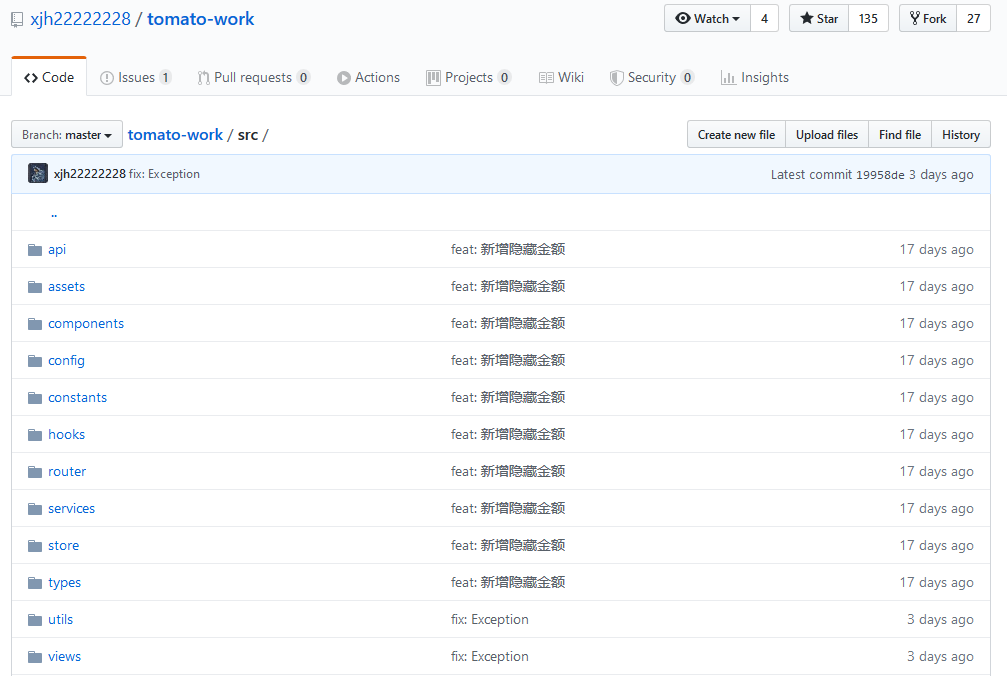 xjh22222228 / tomato-work
Watch 4 Star 135 Fork 27
Code Issues 1 Pull requests 0 Actions Projects 0 Wiki Security 0 Insights
Branch: master tomato-work / src / Create new file Upload files Find file History
xjh22222228 fix: Exception Latest commit 19958de 3 days ago
..
api feat: 新增隐藏金额 17 days ago
assets feat: 新增隐藏金额 17 days ago
components feat: 新增隐藏金额 17 days ago
config feat: 新增隐藏金额 17 days ago
constants feat: 新增隐藏金额 17 days ago
hooks feat: 新增隐藏金额 17 days ago
router feat: 新增隐藏金额 17 days ago
services feat: 新增隐藏金额 17 days ago
store feat: 新增隐藏金额 17 days ago
types feat: 新增隐藏金额 17 days ago
utils fix: Exception 3 days ago
views fix: Exception 3 days ago